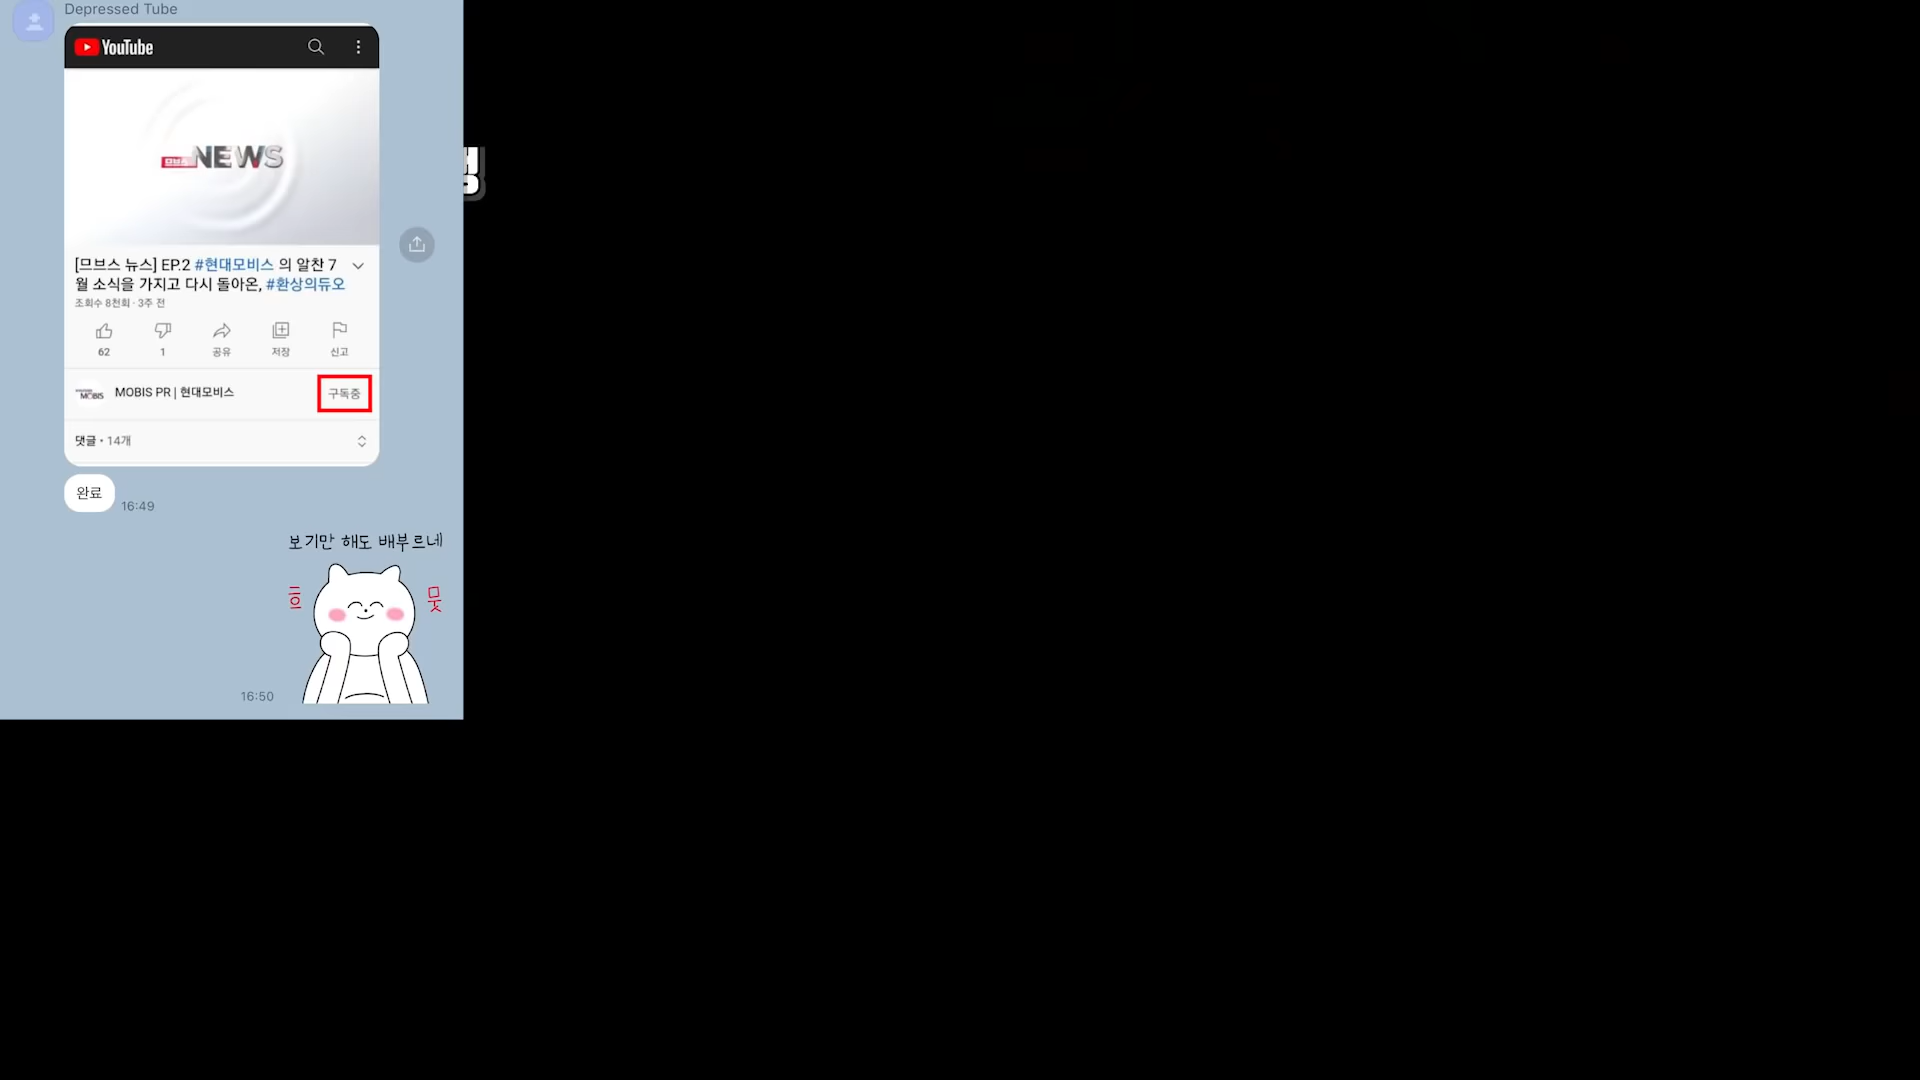 Depressed Tube
YouTube
므브스 NEWS
[므브스 뉴스] EP.2 #현대모비스 의 알찬 7
월 소식을 가지고 다시 돌아온, #환상의듀오
조회수 8천회 · 3주 전
62
1
공유
저장
신고
MOBIS
MOBIS PR | 현대모비스
구독중
댓글 • 14개
완료
16:49
보기만 해도 배부르네
흐
뭇
16:50